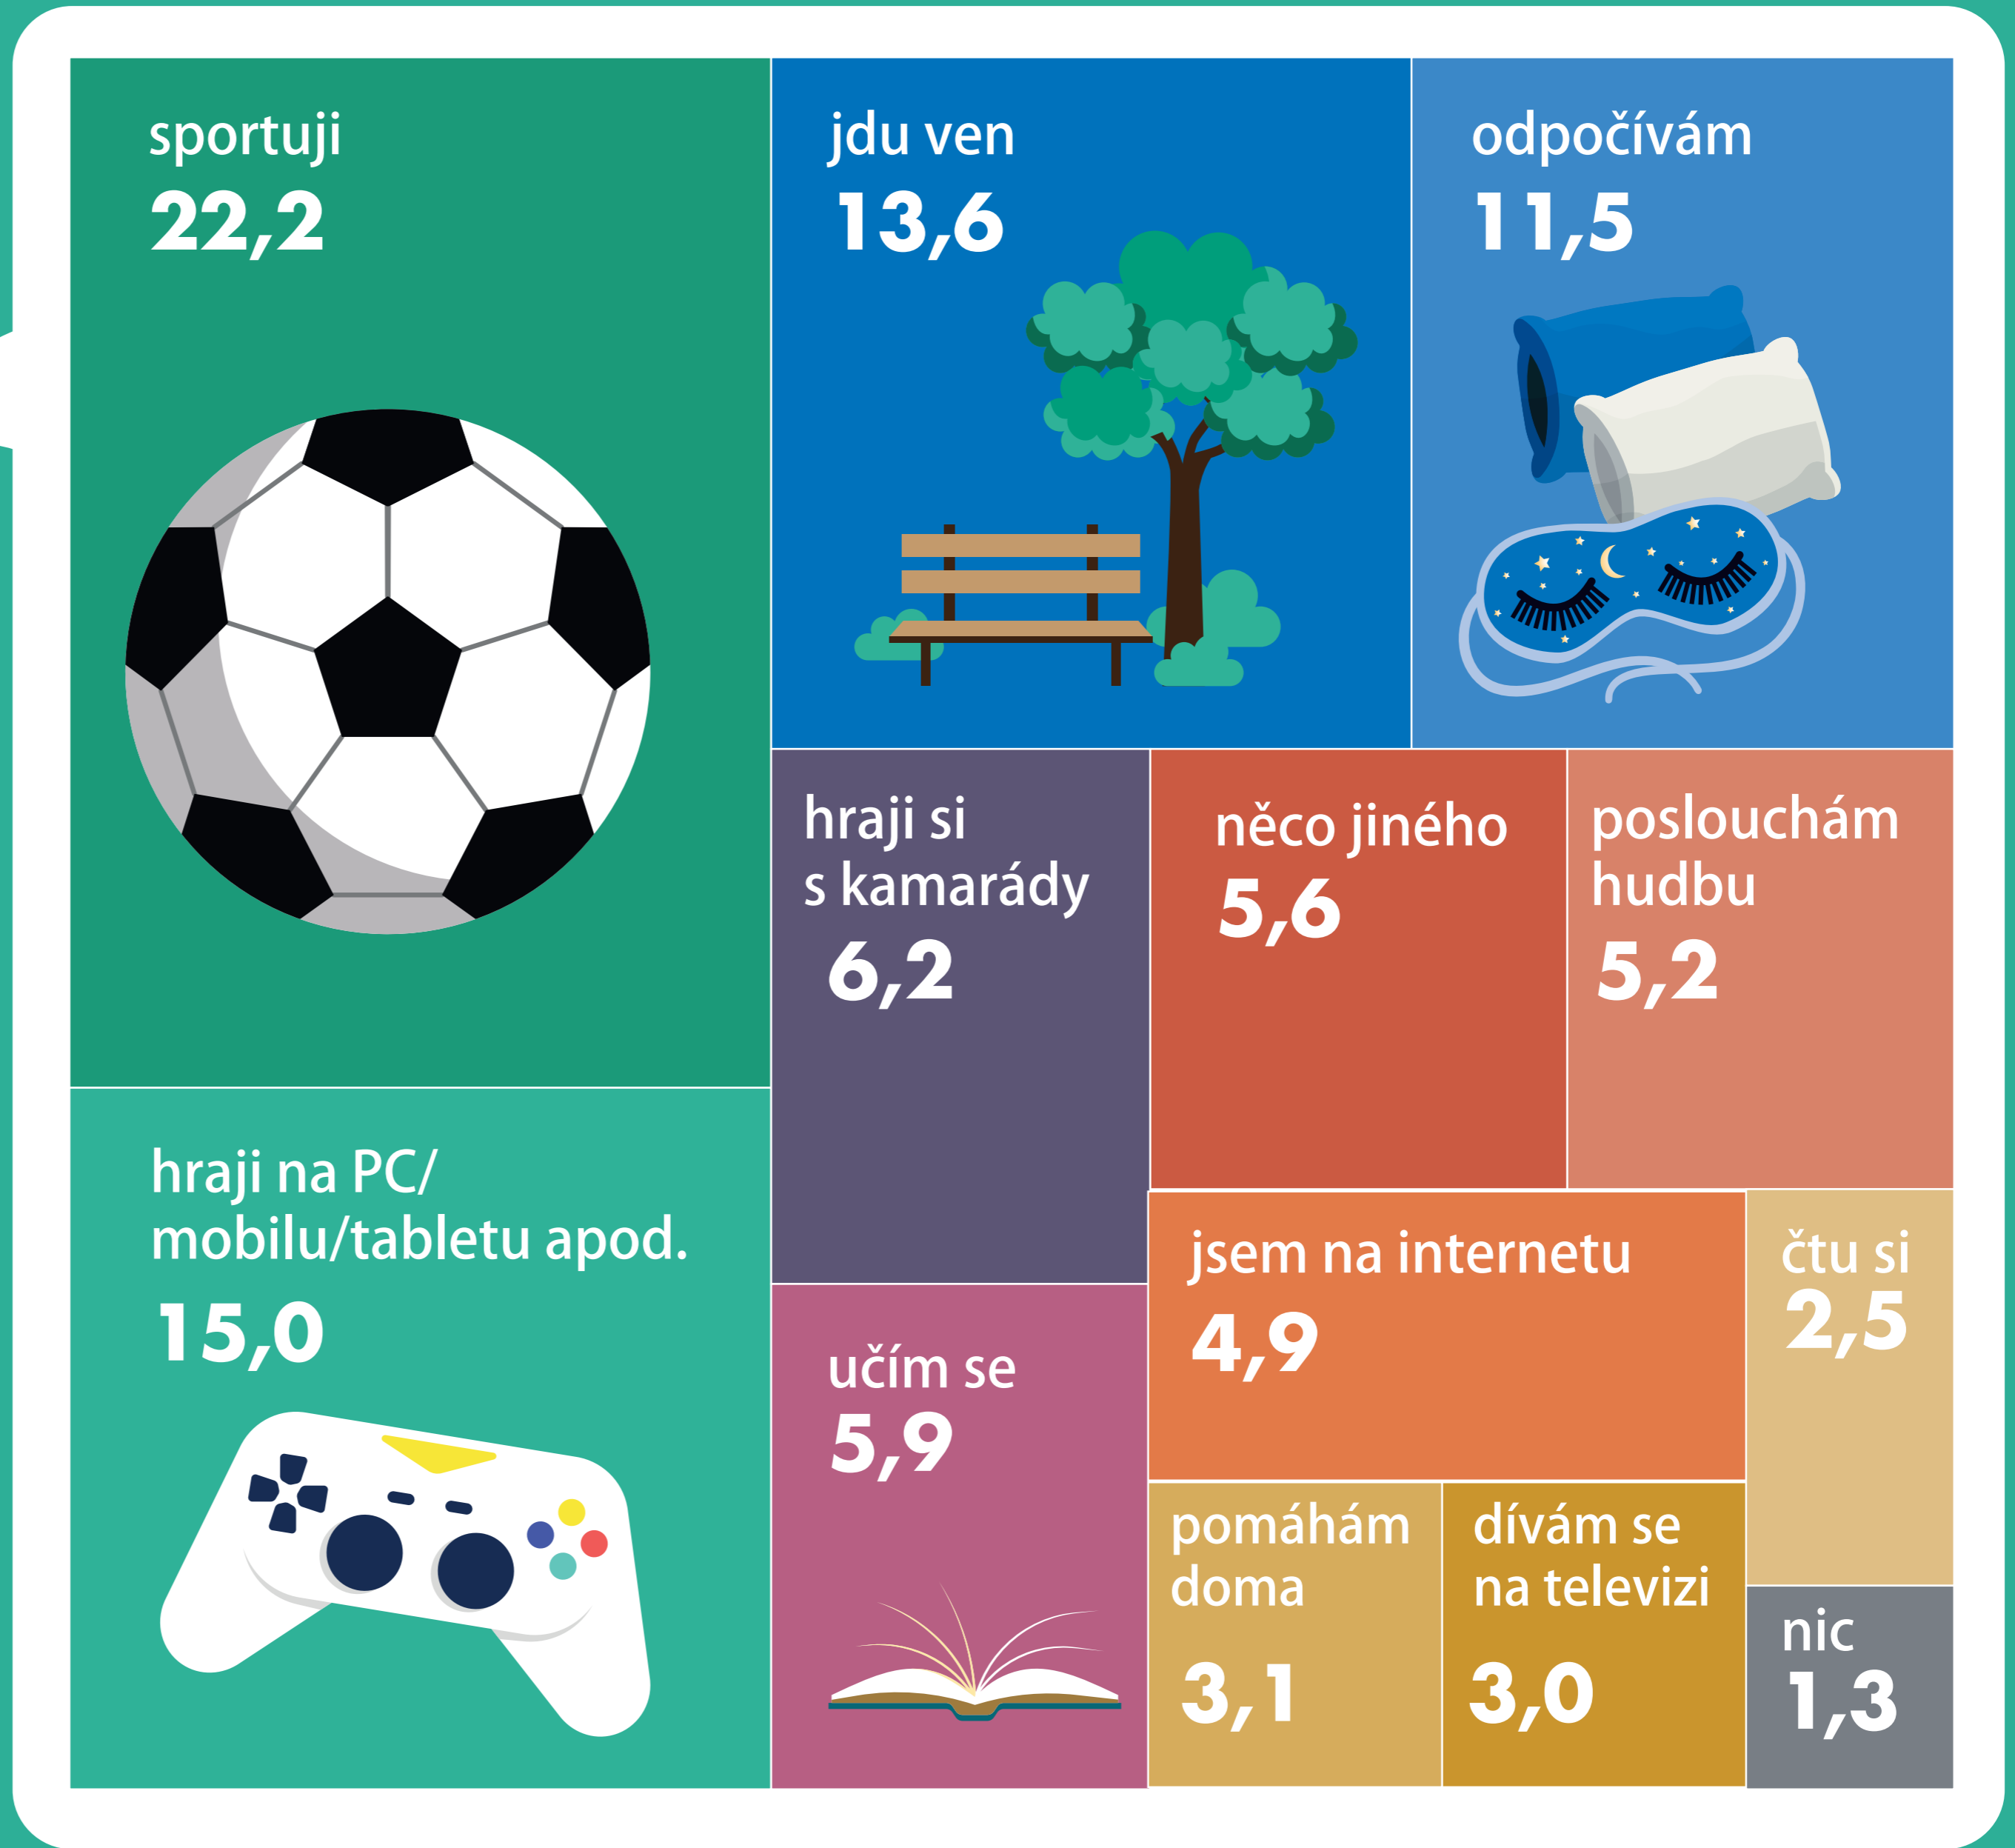 sportuji
22,2
jdu ven
13,6
odpočívám
11,5
hraji si
s kamarády
6,2
něco jiného
5,6
poslouchám
hudbu
5,2
hraji na PC/
mobilu/tabletu apod.
15,0
učím se
5,9
jsem na internetu
4,9
čtu si
2,5
pomáhám
doma
3,1
dívám se
na televizi
3,0
nic
1,3